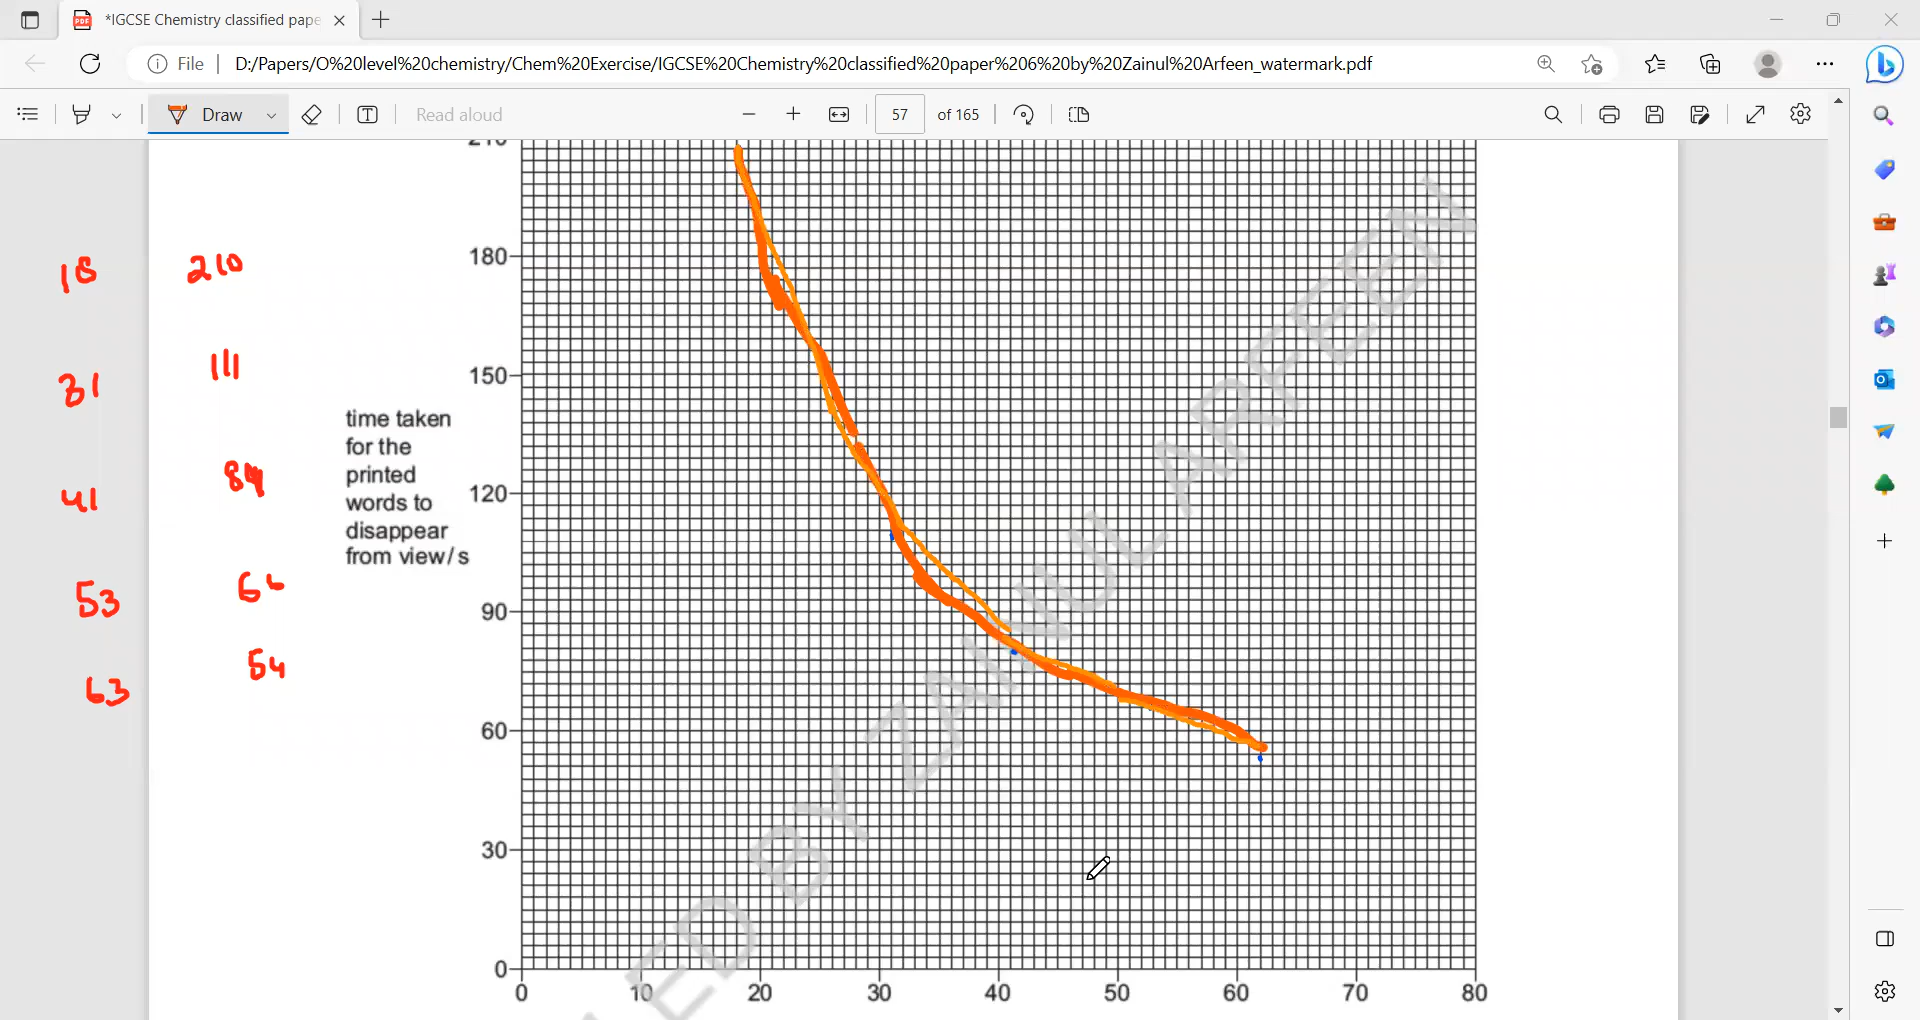 *IGCSE Chemistry classified pape
File
D:/Papers/O%20level%20chemistry/Chem%20Exercise/IGCSE%20Chemistry%20classified%20paper%206%20by%20Zainul%20Arfeen_watermark.pdf
Draw
Read aloud
57 of 165
210
180
150
120
90
60
30
0
time taken
for the
printed
words to
disappear
from view/s
0 10 20 30 40 50 60 70 80
18 210
31 111
41 84
53 64
63 54
ED BY ZAINUL ARFEEN